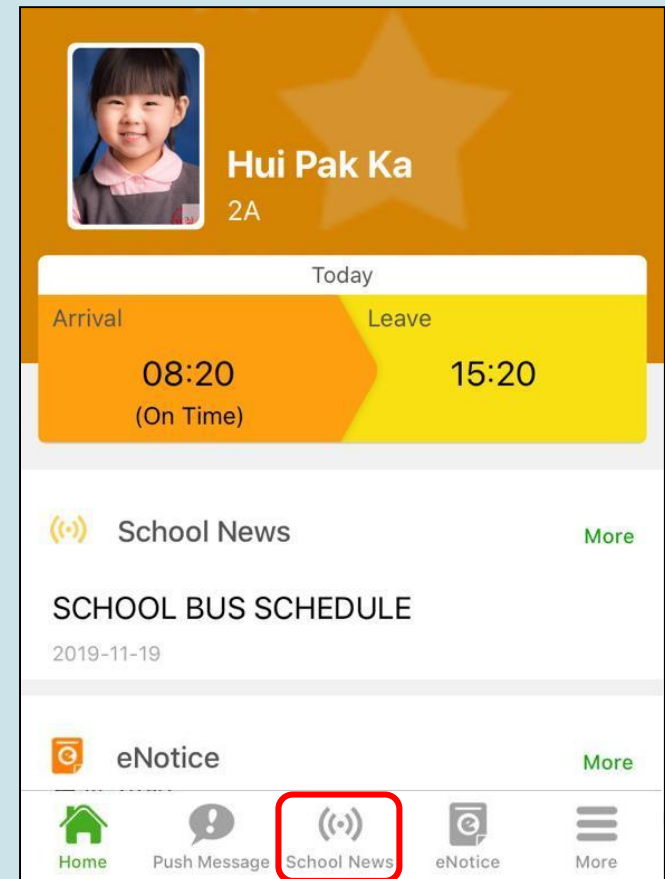 Hui Pak Ka
2A
Today
Arrival
Leave
08:20
15:20
(On Time)
School News
More
SCHOOL BUS SCHEDULE
2019-11-19
eNotice
More
Home
Push Message
School News
eNotice
More